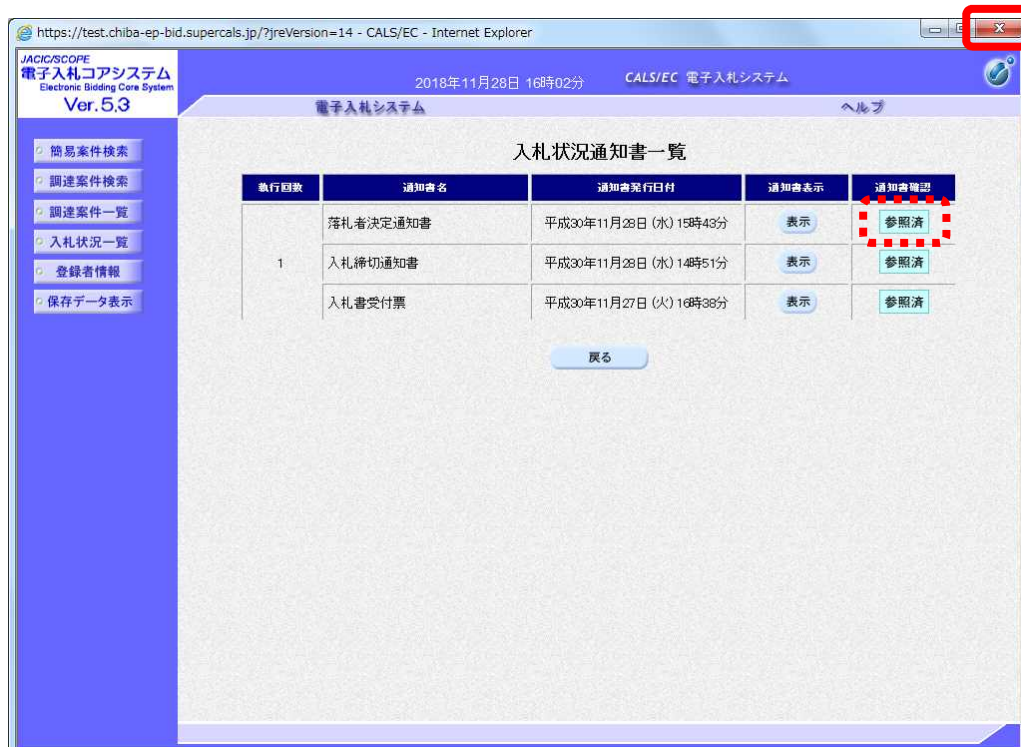 https://test.chiba-ep-bid.supercals.jp/?jreVersion=14 - CALS/EC - Internet Explorer
JACIC/SCOPE
電子入札コアシステム
Electronic Bidding Core System
Ver.5,3
2018年11月28日 16時02分
CALS/EC 電子入札システム
電子入札システム
ヘルプ
簡易案件検索
調達案件検索
調達案件一覧
入札状況一覧
登録者情報
保存データ表示
入札状況通知書一覧
執行回数 通知書名 通知書発行日付 通知書表示 通知書確認
落札者決定通知書 平成30年11月28日 (水) 15時43分 表示 参照済
1 入札締切通知書 平成30年11月28日 (水) 14時51分 表示 参照済
入札書受付票 平成30年11月27日 (火) 16時38分 表示 参照済
戻る